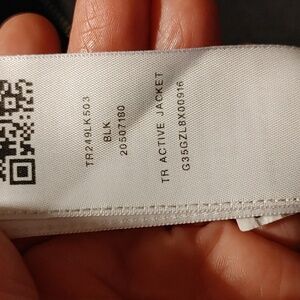 TR249LK503
BLK
20507180
TR ACTIVE JACKET
G35GZL8X00916